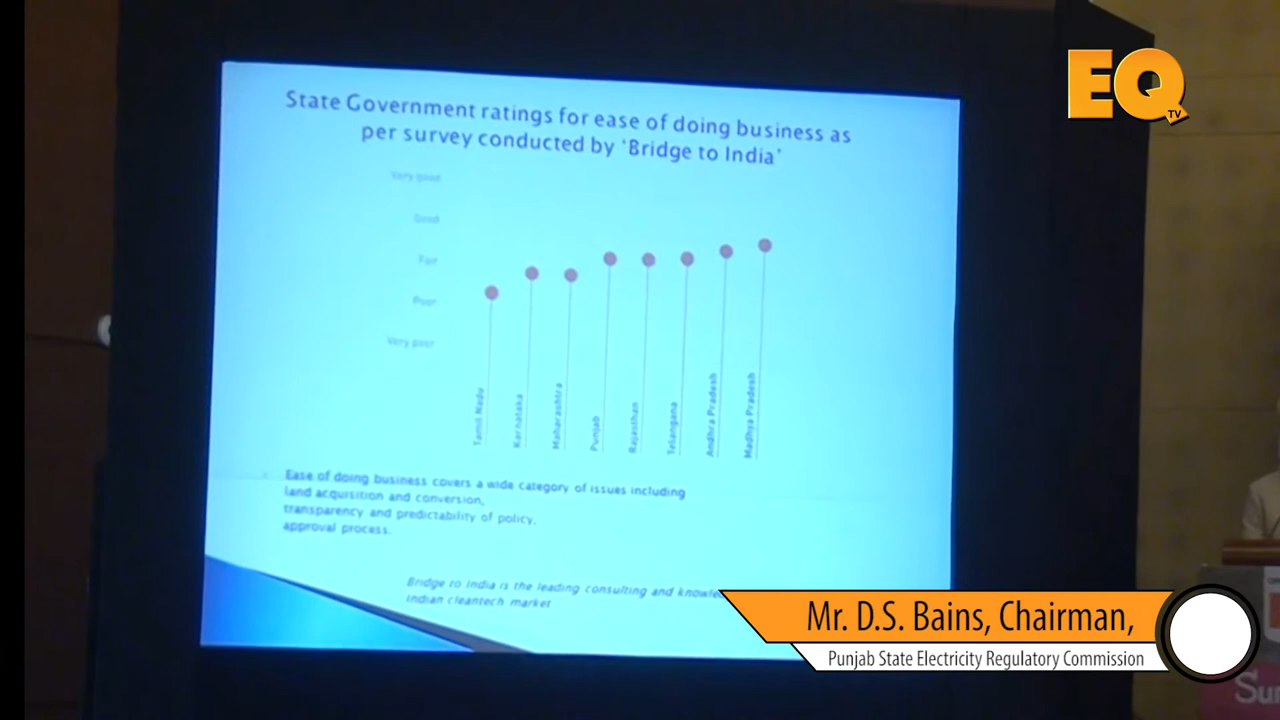 State Government ratings for ease of doing business as
per survey conducted by 'Bridge to India'
Very good
Good
Fair
Poor
Very poor
Tamil Nadu
Karnataka
Maharashtra
Punjab
Rajasthan
Telangana
Andhra Pradesh
Madhya Pradesh
Ease of doing business covers a wide category of issues including
land acquisition and conversion,
transparency and predictability of policy,
approval process.
Bridge to India is the leading consulting and
Indian cleantech market
EQ
TV
Mr. D.S. Bains, Chairman,
Punjab State Electricity Regulatory Commission